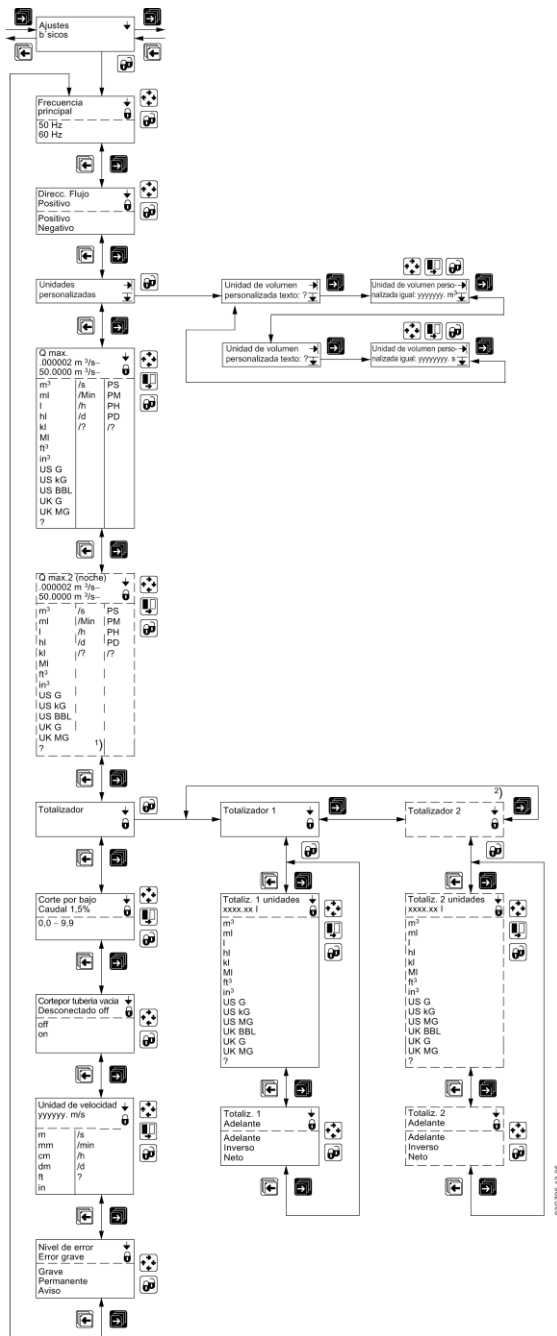 Ajustes
b´sicos
Frecuencia
principal
50 Hz
60 Hz
Direcc. Flujo
Positivo
Positivo
Negativo
Unidades
personalizadas
Unidad de volumen
personalizada texto: ?
Unidad de volumen perso-
nalizada igual: yyyyyyy. m³
Unidad de volumen
personalizada texto: ?
Unidad de volumen perso-
nalizada igual: yyyyyyyy. s
Q max.
.000002 m ³/s–
50.0000 m ³/s–
m³ /s PS
ml /Min PM
l /h PH
hl /d PD
kl /? /?
Ml
ft³
in³
US G
US kG
US BBL
UK G
UK MG
?
Q max.2 (noche)
.000002 m ³/s–
50.0000 m ³/s–
m³ /s PS
ml /Min PM
l /h PH
hl /d PD
kl /? /?
Ml
ft³
in³
US G
US kG
US BBL
UK G
UK MG
? 1)
Totalizador
Totalizador 1
2)
Totalizador 2
Corte por bajo
Caudal 1,5%
0,0 – 9,9
Totaliz. 1 unidades
xxxx.xx l
m³
ml
l
hl
kl
Ml
ft³
in³
US G
US kG
US MG
UK BBL
UK G
UK MG
?
Totaliz. 2 unidades
xxxx.xx l
m³
ml
l
hl
kl
Ml
ft³
in³
US G
US kG
US MG
UK BBL
UK G
UK MG
?
Cortepor tuberia vacia
Desconectado off
off
on
Unidad de velocidad
yyyyyy. m/s
m /s
mm /min
cm /h
dm /d
ft ?
in
Totaliz. 1
Adelante
Adelante
Inverso
Neto
Totaliz. 2
Adelante
Adelante
Inverso
Neto
Nivel de error
Error grave
Grave
Permanente
Aviso